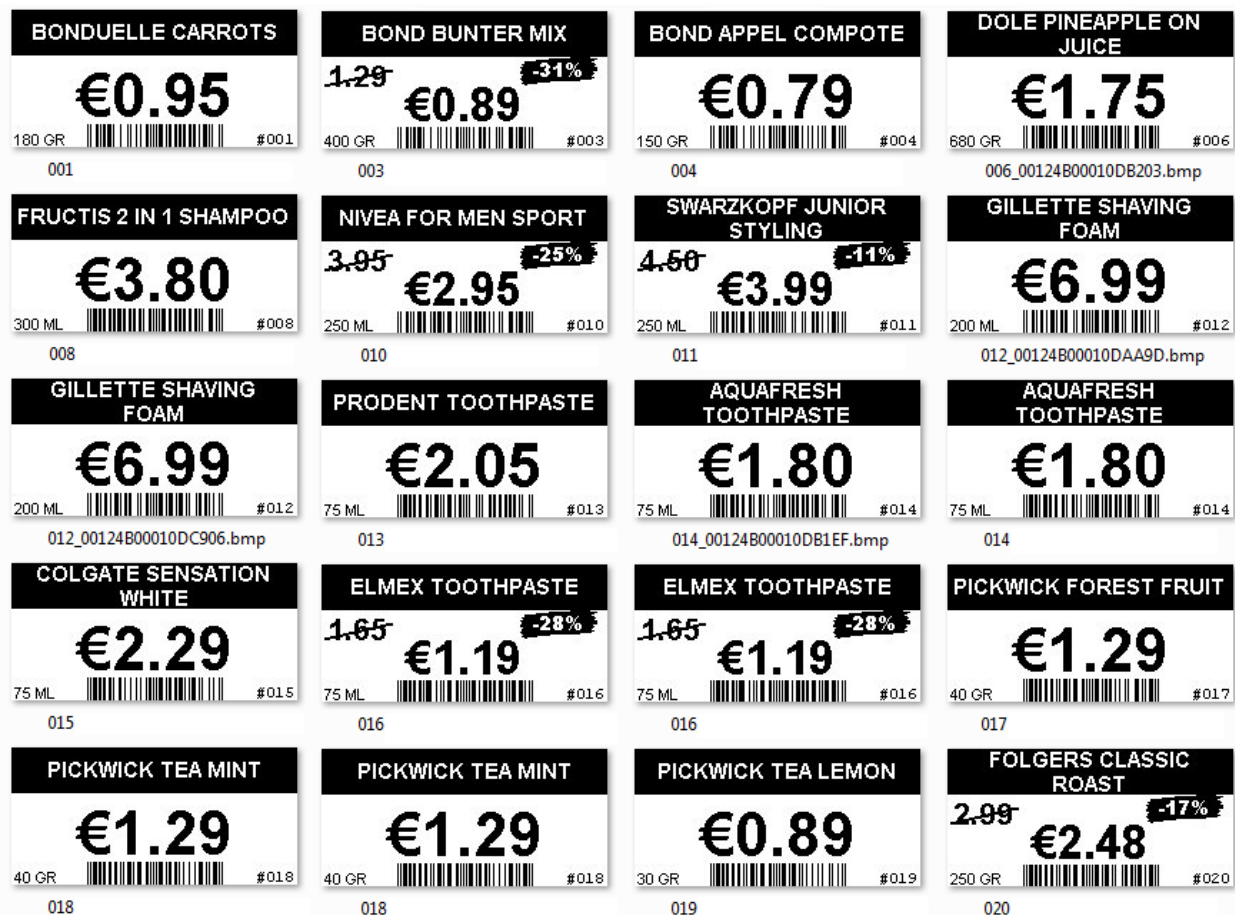 BONDUELLE CARROTS
€0.95
180 GR #001
001
BOND BUNTER MIX
1.29 -31%
€0.89
400 GR #003
003
BOND APPEL COMPOTE
€0.79
150 GR #004
004
DOLE PINEAPPLE ON
JUICE
€1.75
680 GR #006
006_00124B00010DB203.bmp
FRUCTIS 2 IN 1 SHAMPOO
€3.80
300 ML #008
008
NIVEA FOR MEN SPORT
3.95 -25%
€2.95
250 ML #010
010
SWARZKOPF JUNIOR
STYLING
4.50 -11%
€3.99
250 ML #011
011
GILLETTE SHAVING
FOAM
€6.99
200 ML #012
012_00124B00010DAA9D.bmp
GILLETTE SHAVING
FOAM
€6.99
200 ML #012
012_00124B00010DC906.bmp
PRODENT TOOTHPASTE
€2.05
75 ML #013
013
AQUAFRESH
TOOTHPASTE
€1.80
75 ML #014
014_00124B00010DB1EF.bmp
AQUAFRESH
TOOTHPASTE
€1.80
75 ML #014
014
COLGATE SENSATION
WHITE
€2.29
75 ML #015
015
ELMEX TOOTHPASTE
1.65 -28%
€1.19
75 ML #016
016
ELMEX TOOTHPASTE
1.65 -28%
€1.19
75 ML #016
016
PICKWICK FOREST FRUIT
€1.29
40 GR #017
017
PICKWICK TEA MINT
€1.29
40 GR #018
018
PICKWICK TEA MINT
€1.29
40 GR #018
018
PICKWICK TEA LEMON
€0.89
30 GR #019
019
FOLGERS CLASSIC
ROAST
2.99 -17%
€2.48
250 GR #020
020